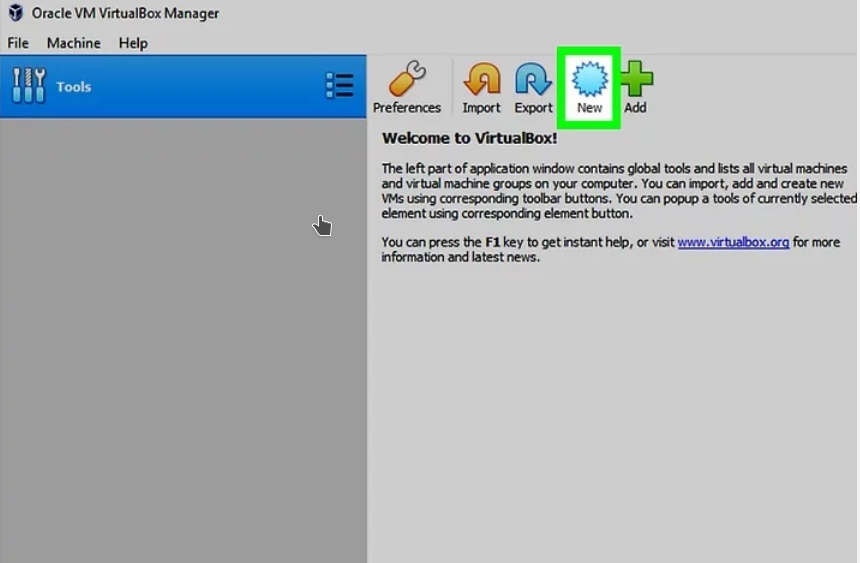 Oracle VM VirtualBox Manager
File Machine Help
Tools
Preferences Import Export New Add
Welcome to VirtualBox!
The left part of application window contains global tools and lists all virtual machines
and virtual machine groups on your computer. You can import, add and create new
VMs using corresponding toolbar buttons. You can popup a tools of currently selected
element using corresponding element button.
You can press the F1 key to get instant help, or visit www.virtualbox.org for more
information and latest news.